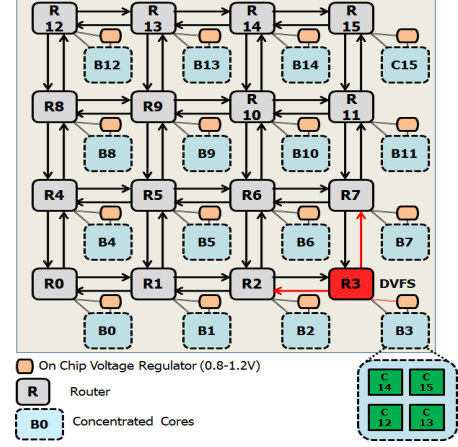 R 12 R 13 R 14 R 15
B12 B13 B14 C15
R8 R9 R 10 R 11
B8 B9 B10 B11
R4 R5 R6 R7
B4 B5 B6 B7
R0 R1 R2 R3 DVFS
B0 B1 B2 B3
On Chip Voltage Regulator (0.8-1.2V)
R Router
B0 Concentrated Cores
C 14 C 15
C 12 C 13